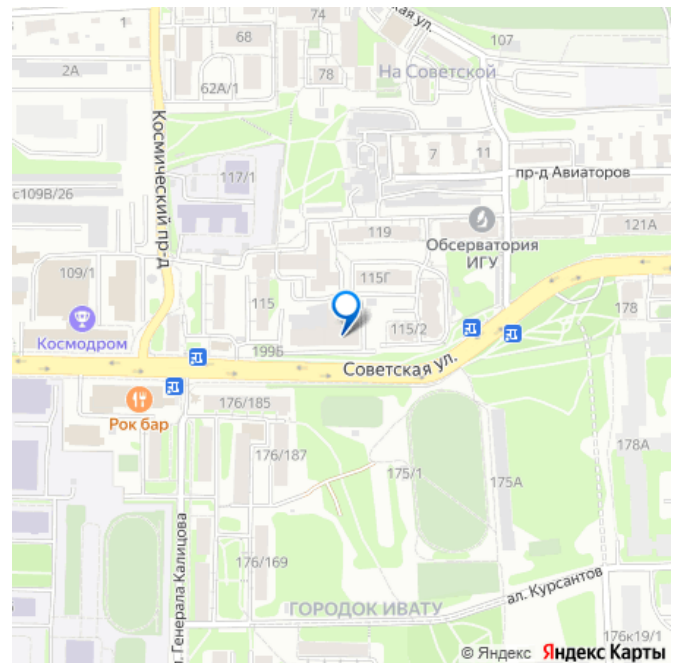 74
кая ул.
107
1
68
2А
62А/1
78
На Советской
7
11
пр-д Авиаторов
117/1
Космический пр-д
с109В/26
119
Обсерватория
ИГУ
121А
109/1
115
115Г
178
Космодром
115/2
199Б
Советская ул.
Рок бар
176/185
176/187
175/1
175А
178А
176/169
. Генерала Калицова
ал. Курсантов
ГОРОДОК ИВАТУ
176к19/1
© Яндекс Яндекс Карты